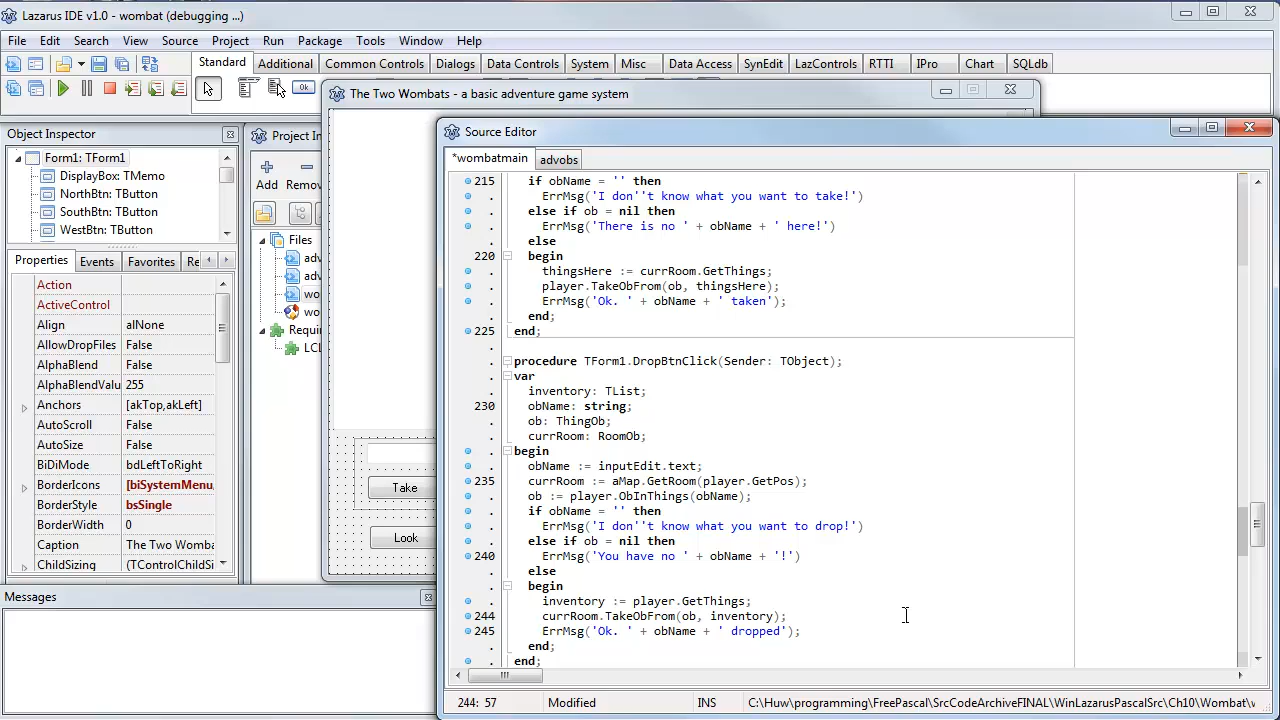 Lazarus IDE v1.0 - wombat (debugging ...)
File Edit Search View Source Project Run Package Tools Window Help
Standard Additional Common Controls Dialogs Data Controls System Misc Data Access SynEdit LazControls RTTI IPro Chart SQLdb
Ok
Object Inspector
Form1: TForm1
DisplayBox: TMemo
NorthBtn: TButton
SouthBtn: TButton
WestBtn: TButton
Properties Events Favorites Re
Action
ActiveControl
Align alNone
AllowDropFiles False
AlphaBlend False
AlphaBlendValu 255
Anchors [akTop,akLeft]
AutoScroll False
AutoSize False
BiDiMode bdLeftToRight
BorderIcons [biSystemMenu,
BorderStyle bsSingle
BorderWidth 0
Caption The Two Womba
ChildSizing (TControlChildSi
Messages
Project In
Add Remov
Files
adv
adv
wo
wo
Requir
LCL
The Two Wombats - a basic adventure game system
Take
Look
Source Editor
*wombatmain advobs
215 if obName = '' then
. ErrMsg('I don''t know what you want to take!')
. else if ob = nil then
. ErrMsg('There is no ' + obName + ' here!')
. else
220 begin
. thingsHere := currRoom.GetThings;
. player.TakeObFrom(ob, thingsHere);
. ErrMsg('Ok. ' + obName + ' taken');
. end;
225 end;
.
. procedure TForm1.DropBtnClick(Sender: TObject);
. var
. inventory: TList;
230 obName: string;
. ob: ThingOb;
. currRoom: RoomOb;
. begin
. obName := inputEdit.text;
235 currRoom := aMap.GetRoom(player.GetPos);
. ob := player.ObInThings(obName);
. if obName = '' then
. ErrMsg('I don''t know what you want to drop!')
. else if ob = nil then
240 ErrMsg('You have no ' + obName + '!')
. else
. begin
. inventory := player.GetThings;
244 currRoom.TakeObFrom(ob, inventory);
245 ErrMsg('Ok. ' + obName + ' dropped');
. end;
. end;
244: 57 Modified INS C:\Huw\programming\FreePascal\SrcCodeArchiveFINAL\WinLazarusPascalSrc\Ch10\Wombat\v